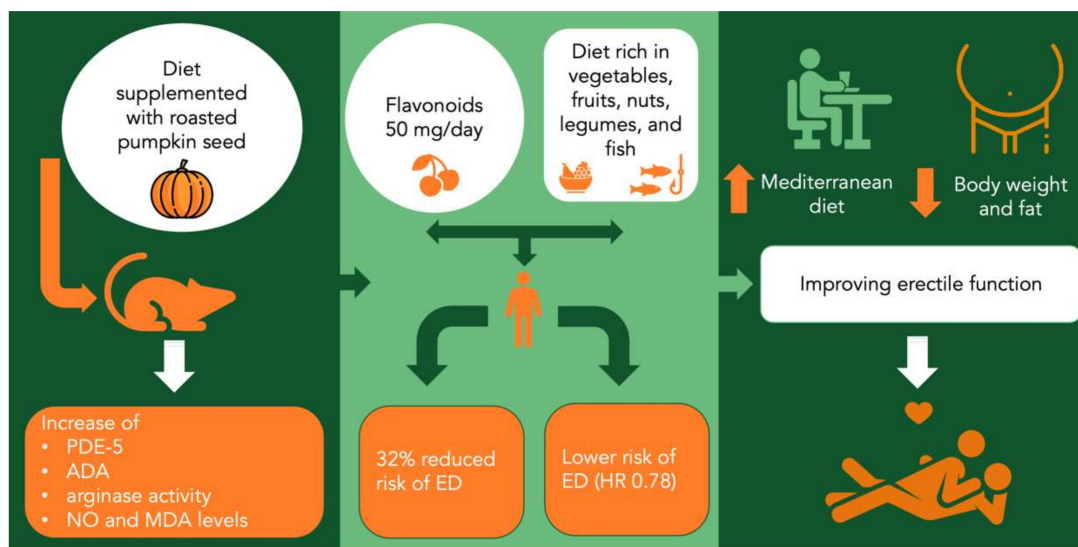 Diet
supplemented
with roasted
pumpkin seed
Increase of
• PDE-5
• ADA
• arginase activity
• NO and MDA levels
Flavonoids
50 mg/day
Diet rich in
vegetables,
fruits, nuts,
legumes, and
fish
32% reduced
risk of ED
Lower risk of
ED (HR 0.78)
Mediterranean
diet
Body weight
and fat
Improving erectile function